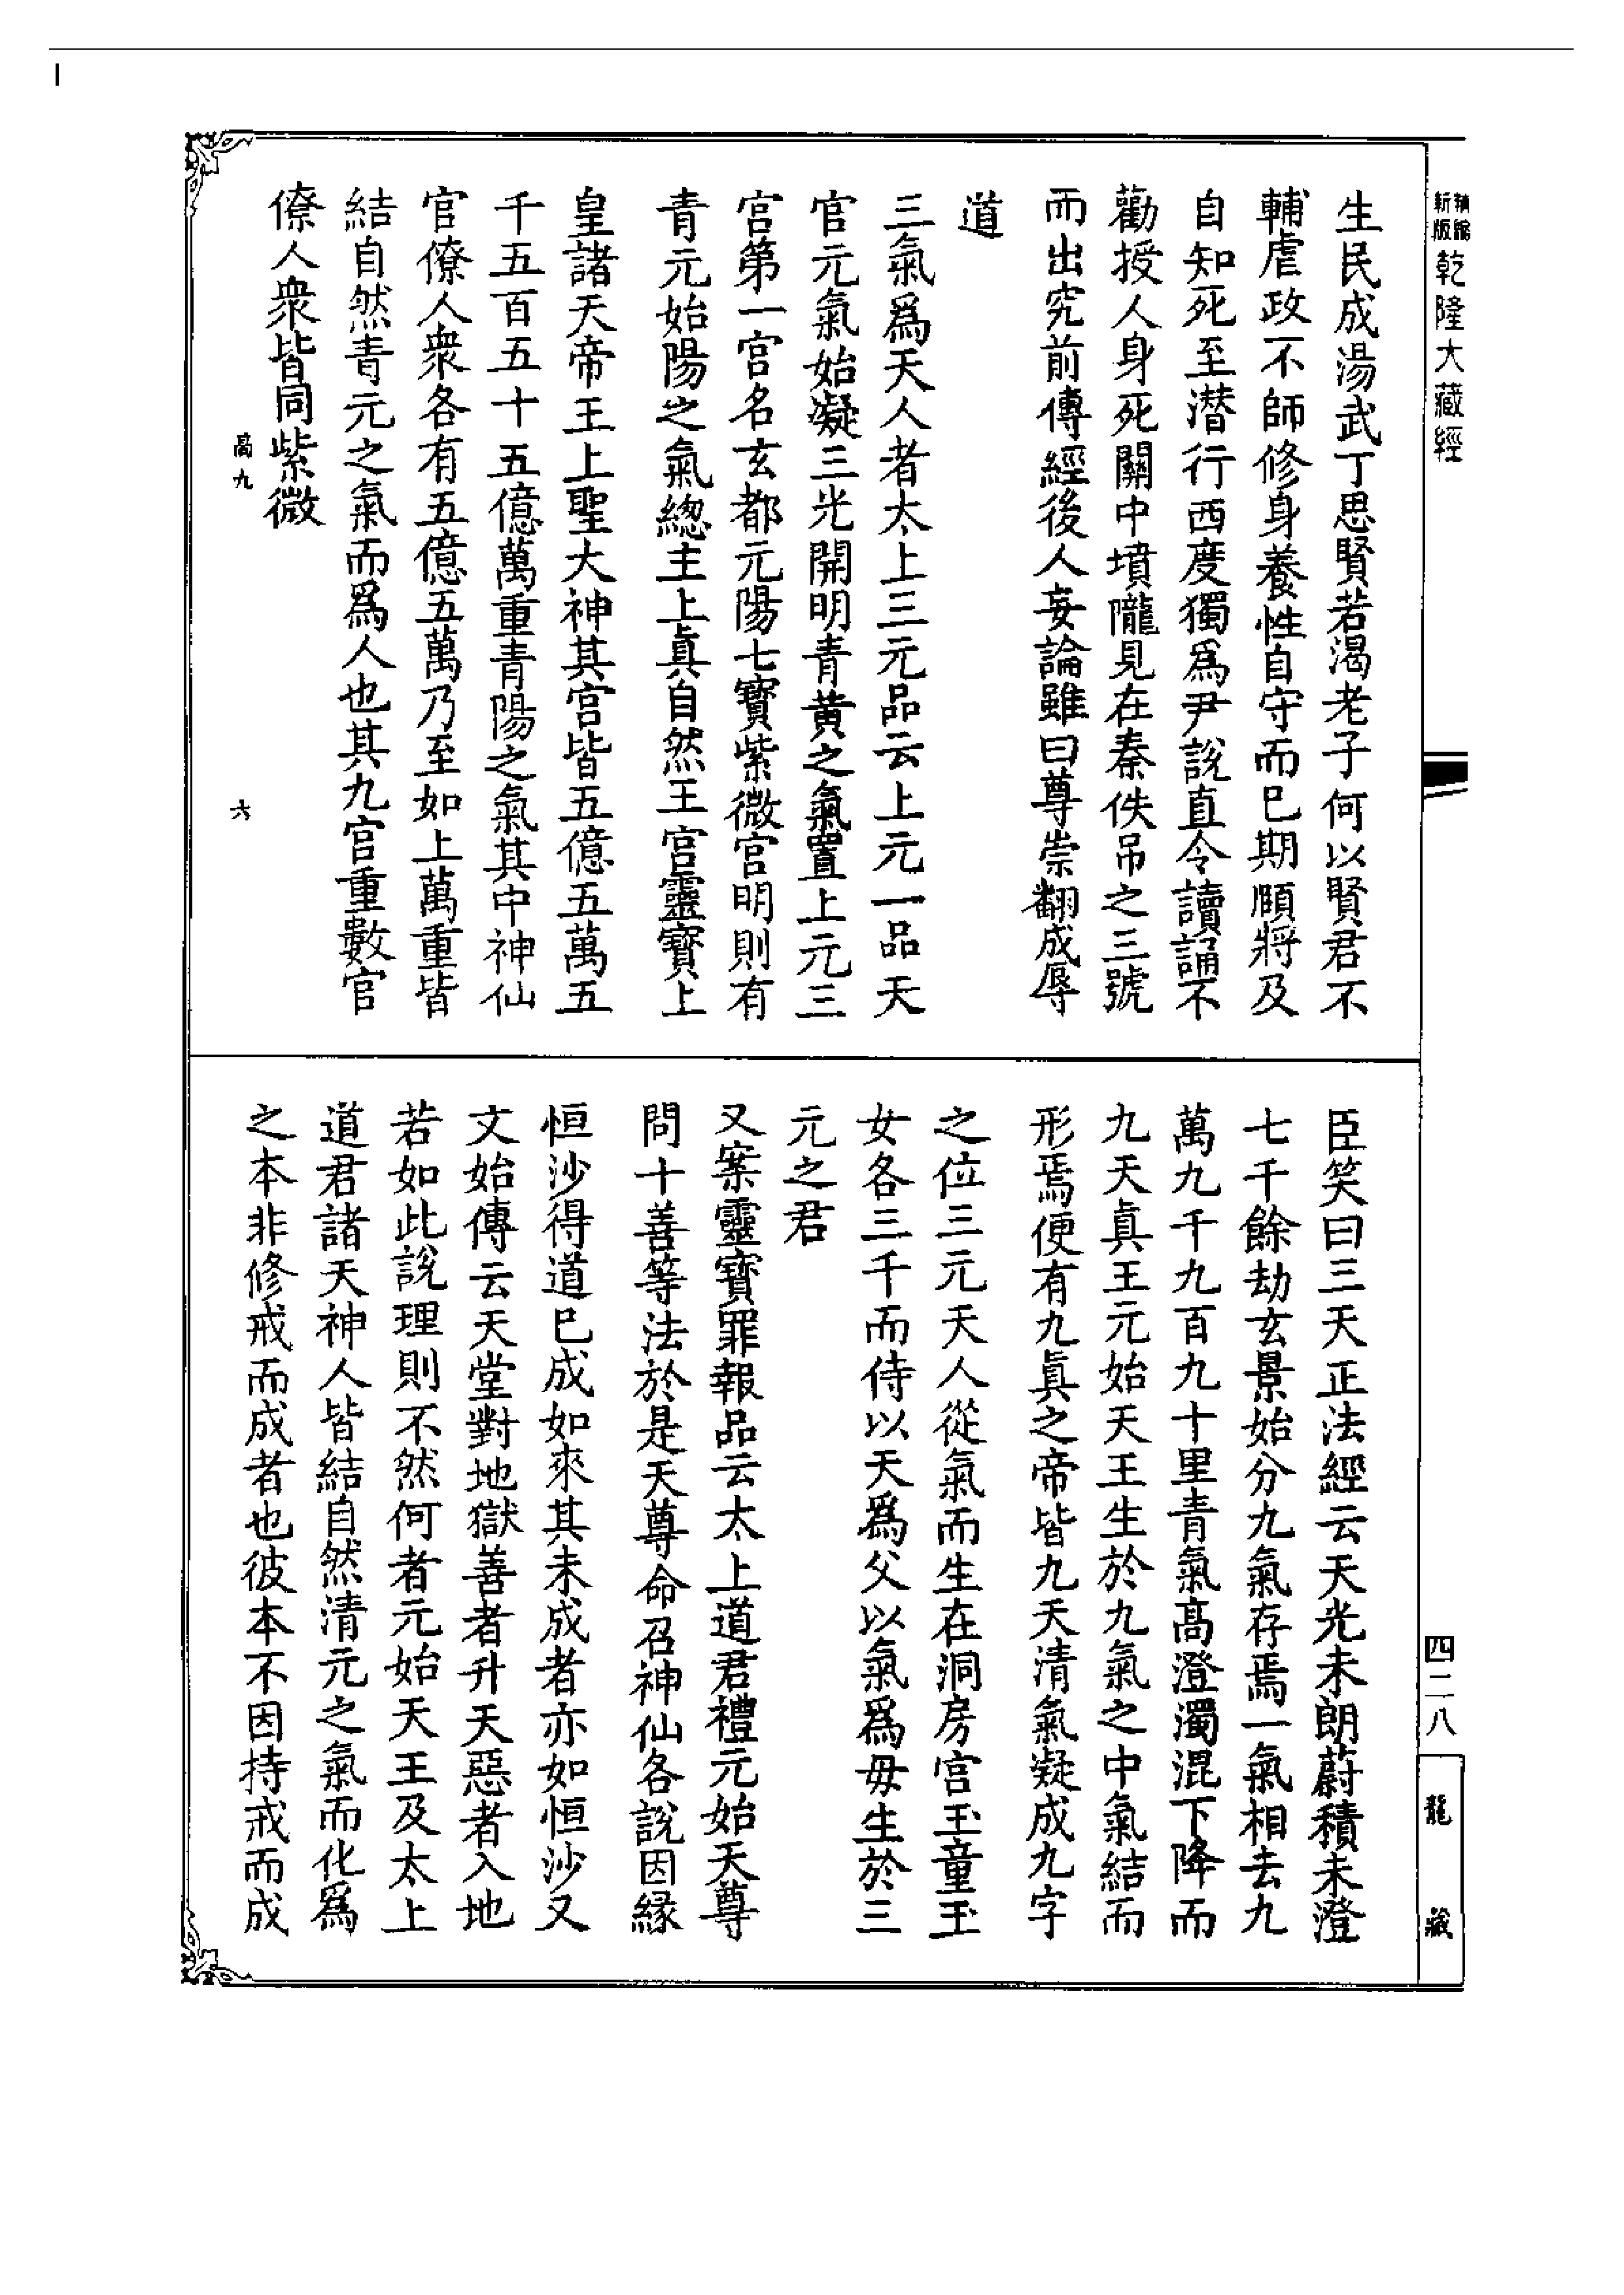 新編
新版
乾隆大藏經
生民成湯武丁思賢若渴老子何以賢君不
輔虐政不師修身養性自守而已期願將及
自知死至潛行西度獨爲尹說直令讀誦不
勸授人身死關中墳隴見在秦佚吊之三號
而出究前傳經後人妄論雖曰尊崇翻成辱
道
三氣爲天人者太上三元品云上元一品天
官元氣始凝三光開明青黃之氣置上元三
宮第一宮名玄都元陽七寶紫微宮明則有
青元始陽之氣總主上眞自然王宮靈寶上
皇諸天帝王上聖大神其宮皆五億五萬五
千五百五十五億萬重青陽之氣其中神仙
官僚人衆各有五億五萬乃至如上萬重皆
結自然青元之氣而爲人也其九宮重數官
僚人衆皆同紫微
九
六
臣笑曰三天正法經云天光未朗蔚積未澄
七千餘劫玄景始分九氣存焉一氣相去九
萬九千九百九十里青氣高澄濁混下降而
九天眞王元始天王生於九氣之中氣結而
形焉便有九眞之帝皆九天清氣凝成九字
之位三元天人從氣而生在洞房宮玉童玉
女各三千而侍以天爲父以氣爲母生於三
元之君
又案靈寶罪報品云太上道君禮元始天尊
問十善等法於是天尊命召神仙各說因緣
恒沙得道已成如來其未成者亦如恒沙又
文始傳云天堂對地獄善者升天惡者入地
若如此說理則不然何者元始天王及太上
道君諸天神人皆結自然清元之氣而化爲
之本非修戒而成者也彼本不因持戒而成
四二八
龍藏